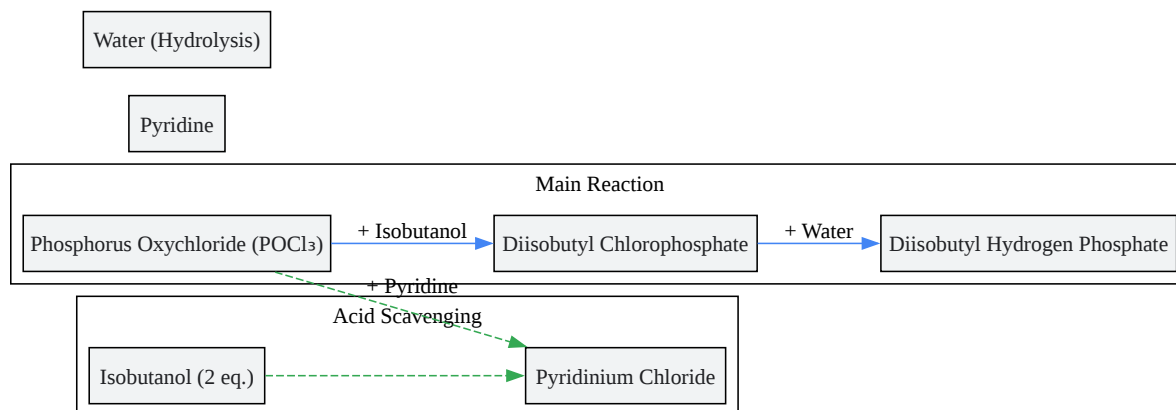 Water (Hydrolysis)
Pyridine
Main Reaction
Phosphorus Oxychloride (POCl₃)
+ Isobutanol
Diisobutyl Chlorophosphate
+ Water
Diisobutyl Hydrogen Phosphate
+ Pyridine
Acid Scavenging
Isobutanol (2 eq.)
Pyridinium Chloride